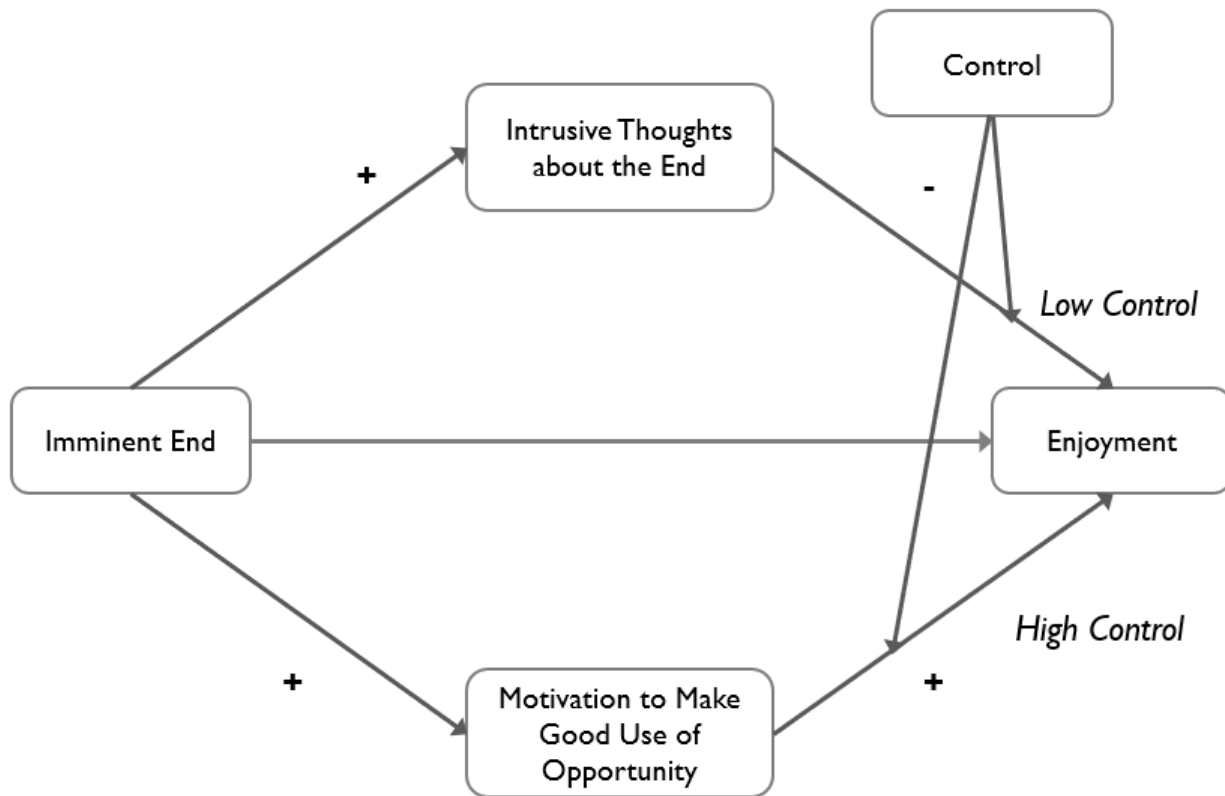 Control
Intrusive Thoughts
about the End
+
-
Low Control
Imminent End
Enjoyment
High Control
+
+
Motivation to Make
Good Use of
Opportunity